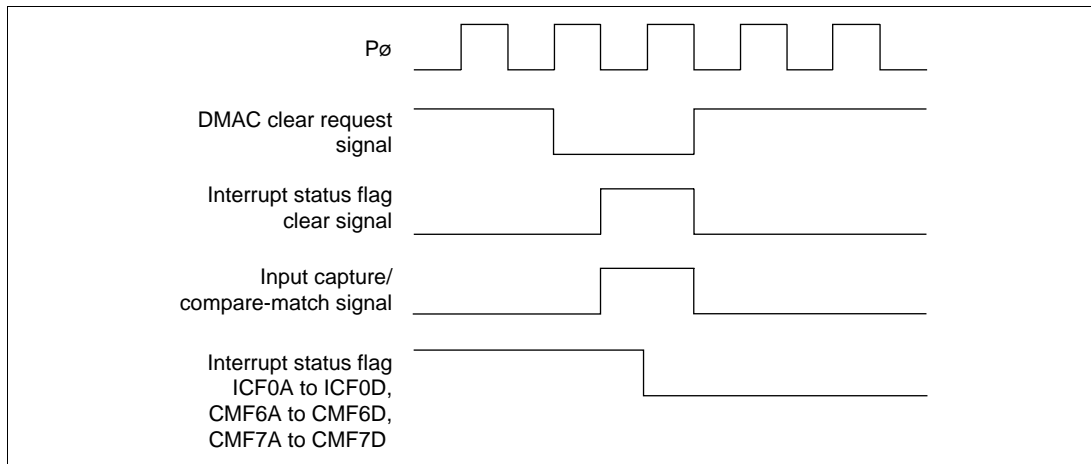 Pø
DMAC clear request
signal
Interrupt status flag
clear signal
Input capture/
compare-match signal
Interrupt status flag
ICF0A to ICF0D,
CMF6A to CMF6D,
CMF7A to CMF7D